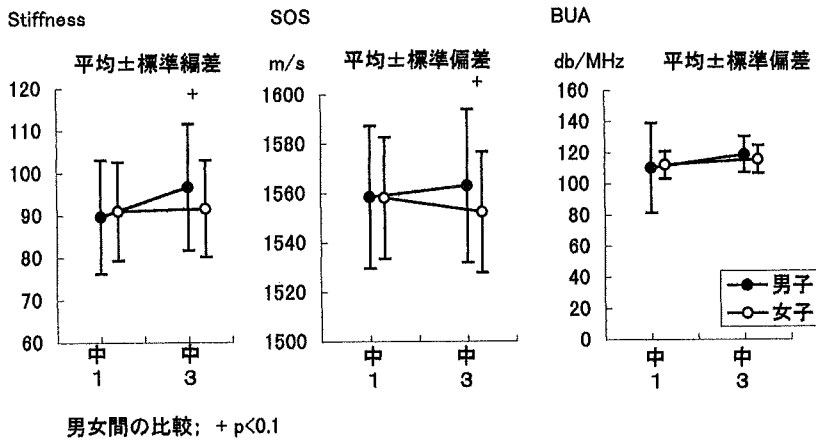 Stiffness
平均±標準編差
+
120
110
100
90
80
70
60
中
1
中
3
SOS
m/s
平均±標準偏差
+
1600
1580
1560
1540
1520
1500
中
1
中
3
BUA
db/MHz
平均±標準偏差
160
140
120
100
80
60
40
20
0
中
1
中
3
男子
女子
男女間の比較; + p<0.1